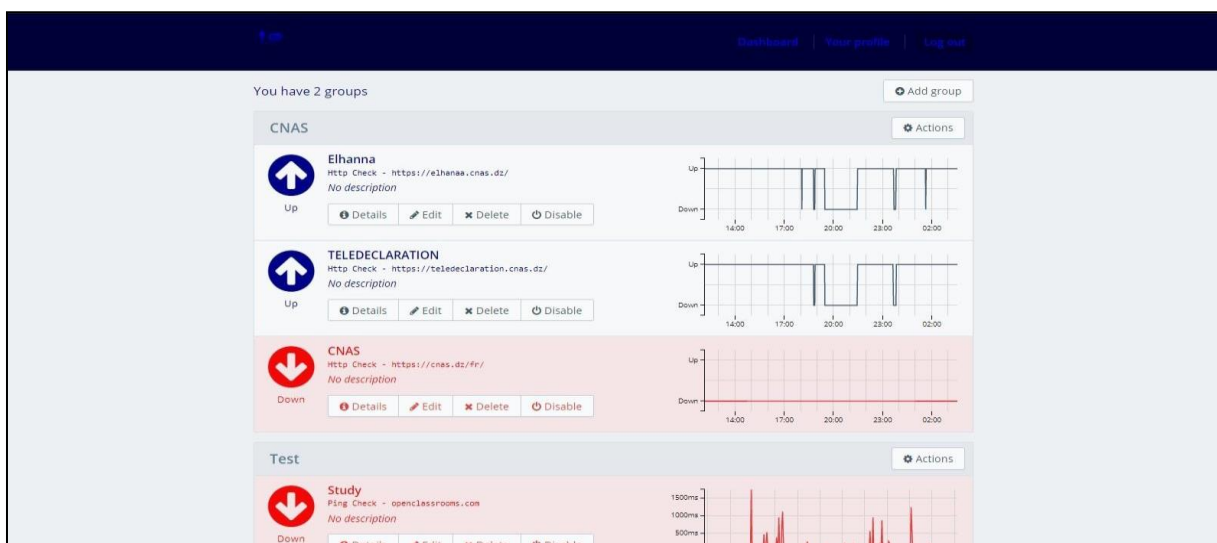 Dashboard Your profile Log out
You have 2 groups
Add group
CNAS
Actions
Elhanna
Http Check - https://elhanaa.cnas.dz/
No description
Up
Details Edit Delete Disable
Up
Down
14:00 17:00 20:00 23:00 02:00
TELEDECLARATION
Http Check - https://teledeclaration.cnas.dz/
No description
Up
Details Edit Delete Disable
Up
Down
14:00 17:00 20:00 23:00 02:00
CNAS
Http Check - https://cnas.dz/fr/
No description
Down
Details Edit Delete Disable
Up
Down
14:00 17:00 20:00 23:00 02:00
Test
Actions
Study
Ping Check - openclassrooms.com
No description
Down
1500ms
1000ms
500ms